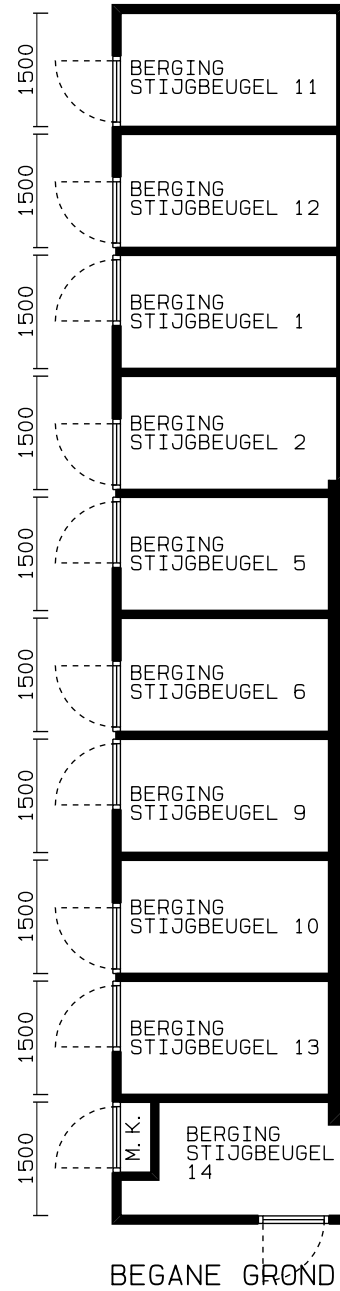 1500
BERGING
STIJGBEUGEL 11
1500
BERGING
STIJGBEUGEL 12
1500
BERGING
STIJGBEUGEL 1
1500
BERGING
STIJGBEUGEL 2
1500
BERGING
STIJGBEUGEL 5
1500
BERGING
STIJGBEUGEL 6
1500
BERGING
STIJGBEUGEL 9
1500
BERGING
STIJGBEUGEL 10
1500
BERGING
STIJGBEUGEL 13
1500
M. K.
BERGING
STIJGBEUGEL
14
BEGANE GROND